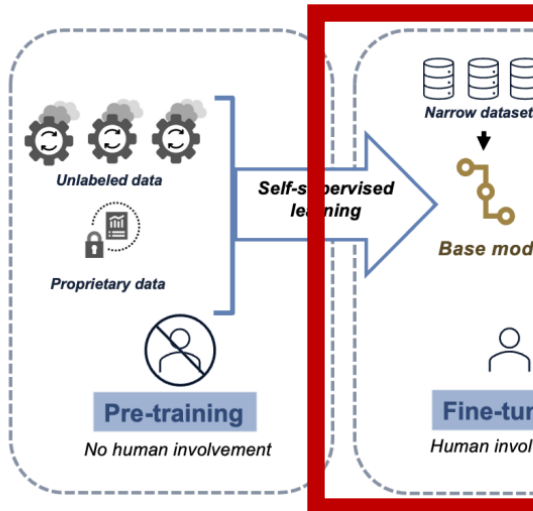 Unlabeled data
Proprietary data
Pre-training
No human involvement
Self-supervised
learning
Narrow dataset
Base mod
Fine-tun
Human invol